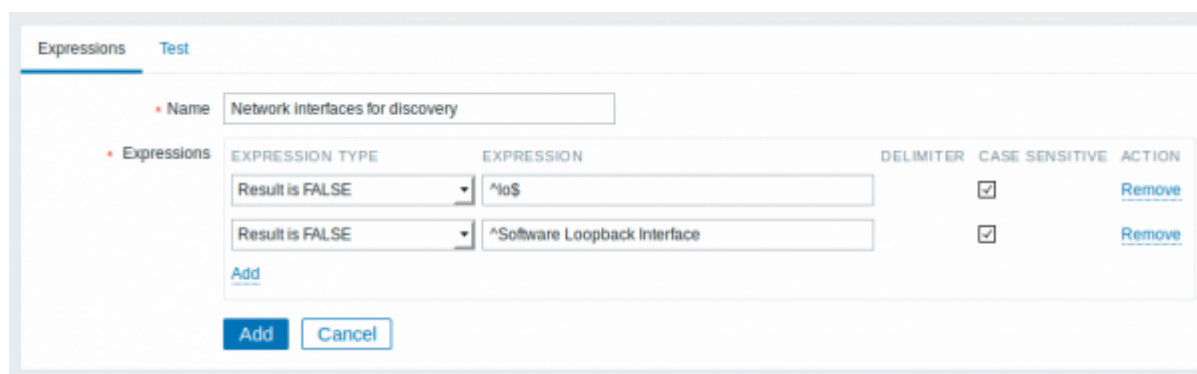 Expressions Test
* Name Network interfaces for discovery
* Expressions EXPRESSION TYPE EXPRESSION DELIMITER CASE SENSITIVE ACTION
Result is FALSE ^lo$ Remove
Result is FALSE ^Software Loopback Interface Remove
Add
Add Cancel